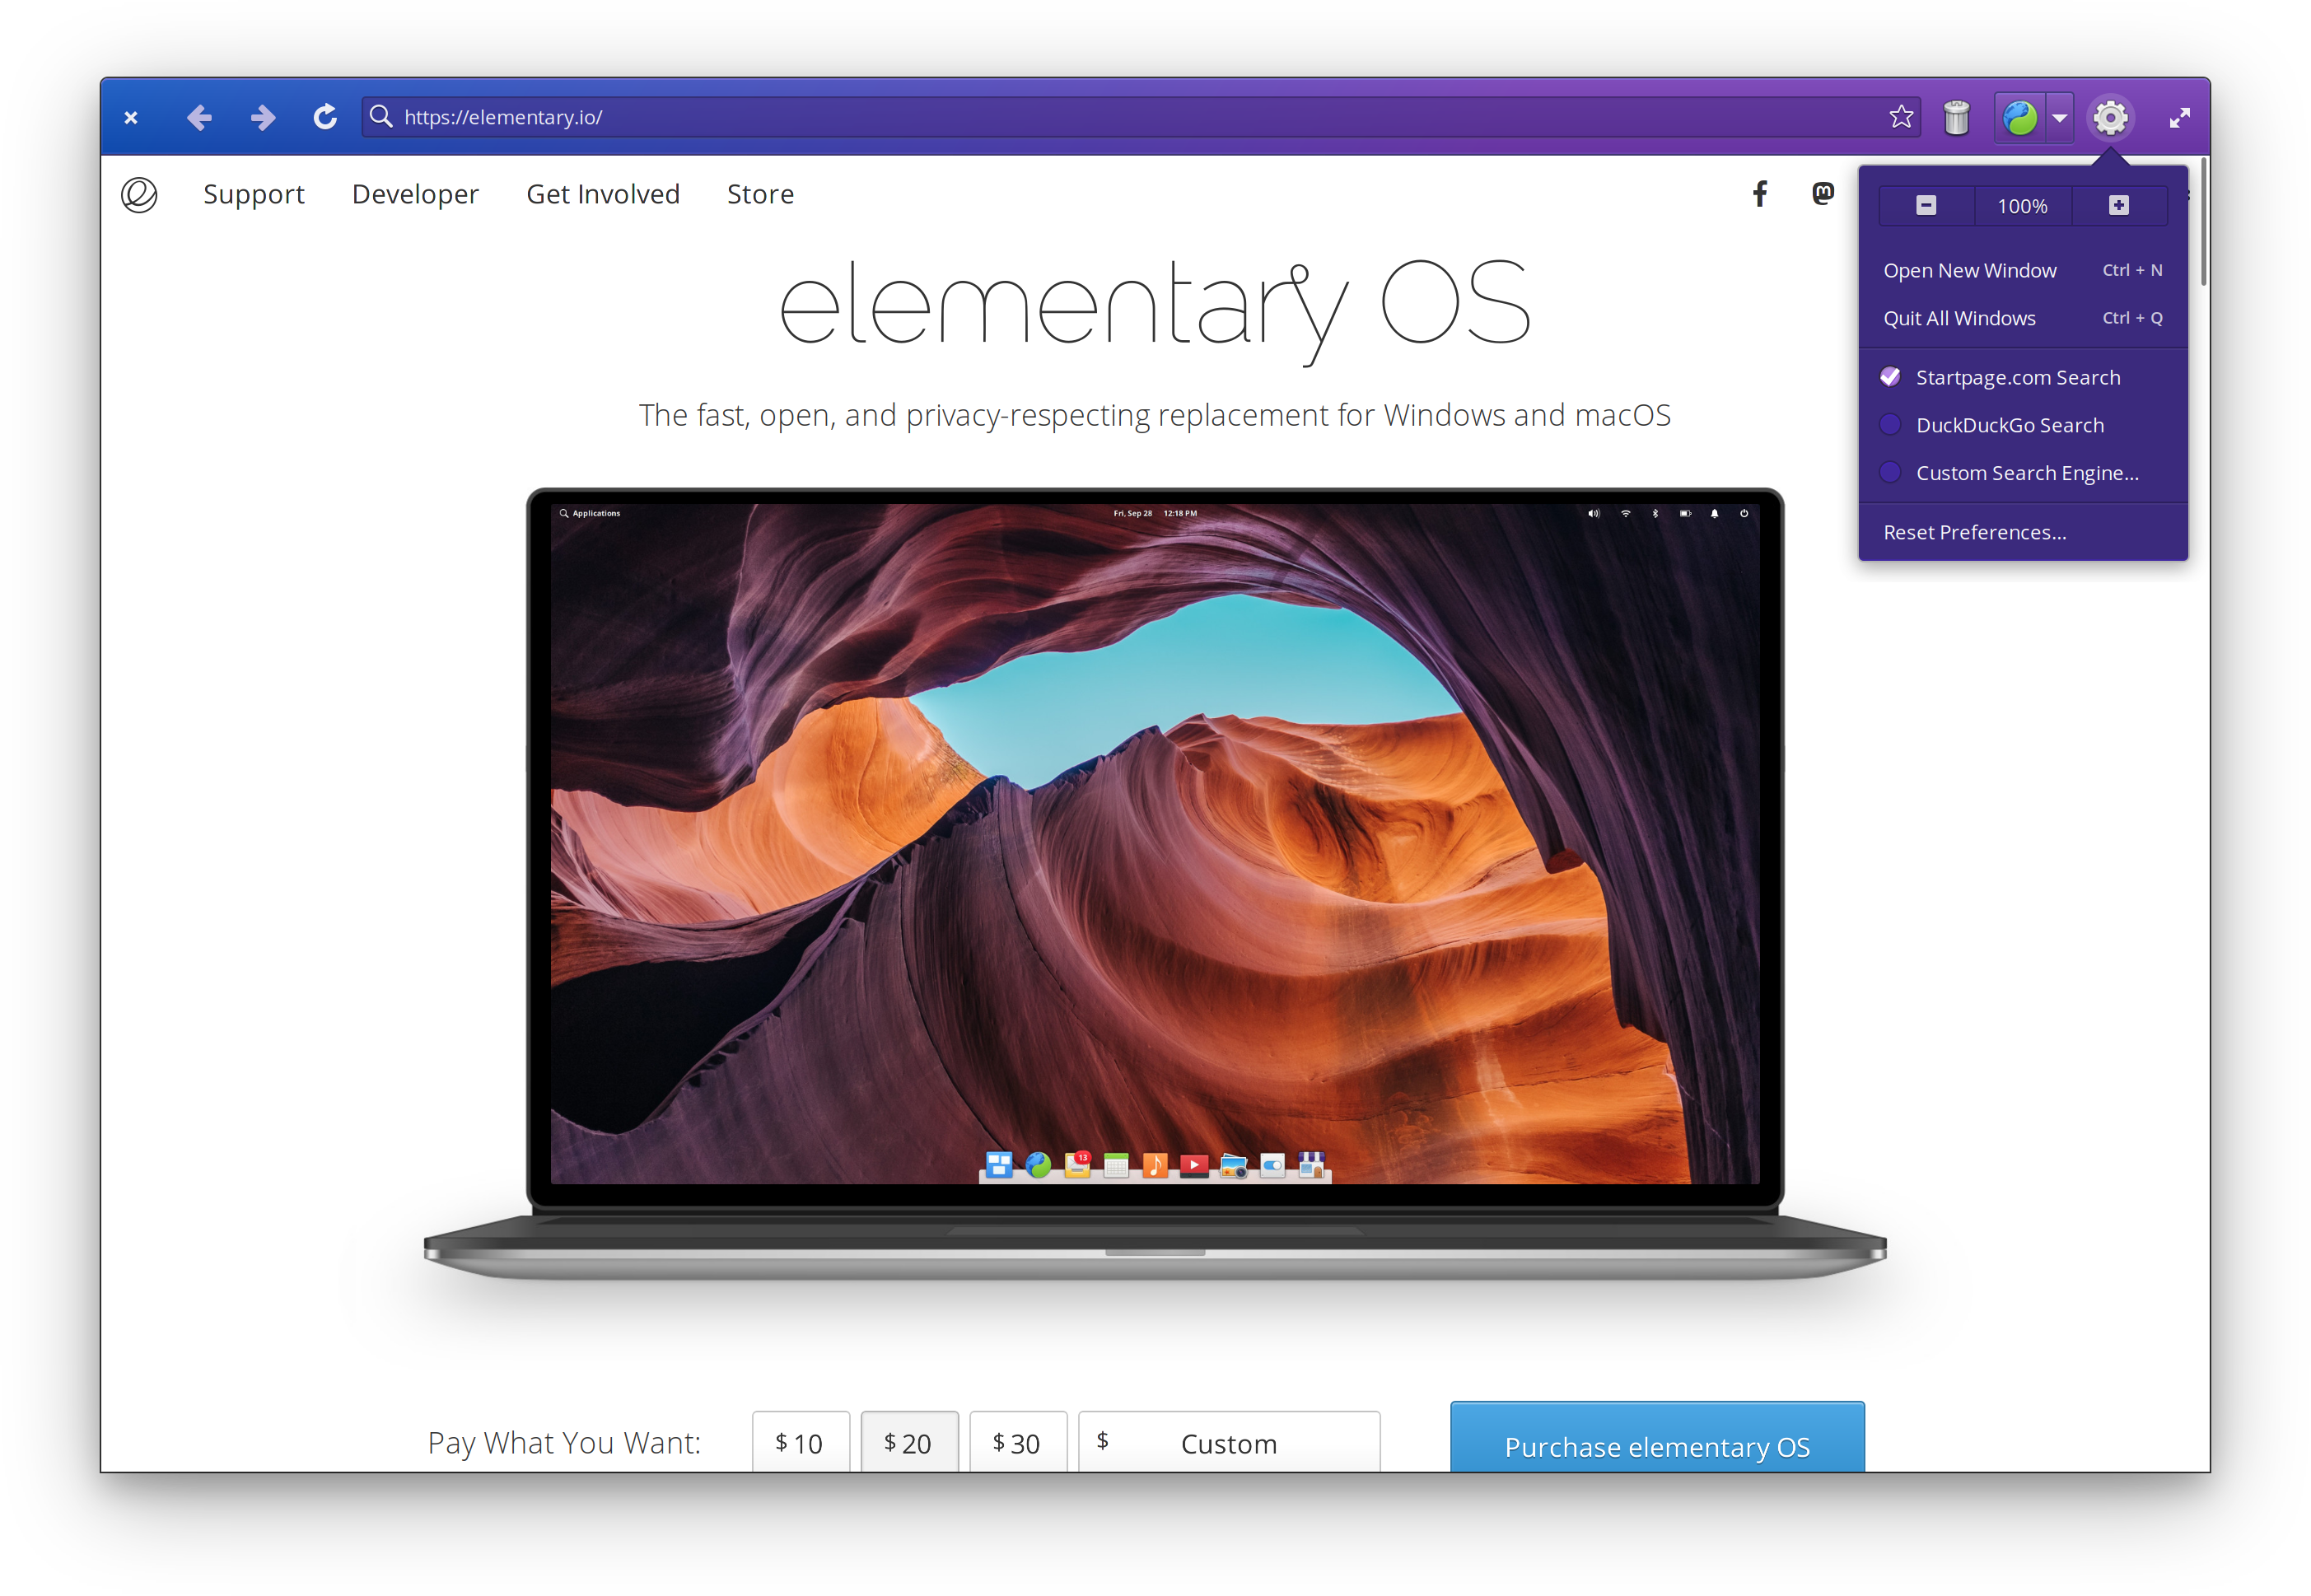 https://elementary.io/
Support Developer Get Involved Store
100%
Open New Window Ctrl + N
Quit All Windows Ctrl + Q
Startpage.com Search
DuckDuckGo Search
Custom Search Engine...
Reset Preferences...
elementary OS
The fast, open, and privacy-respecting replacement for Windows and macOS
Applications Fri, Sep 28 12:18 PM
13
Pay What You Want: $ 10 $ 20 $ 30 $ Custom Purchase elementary OS